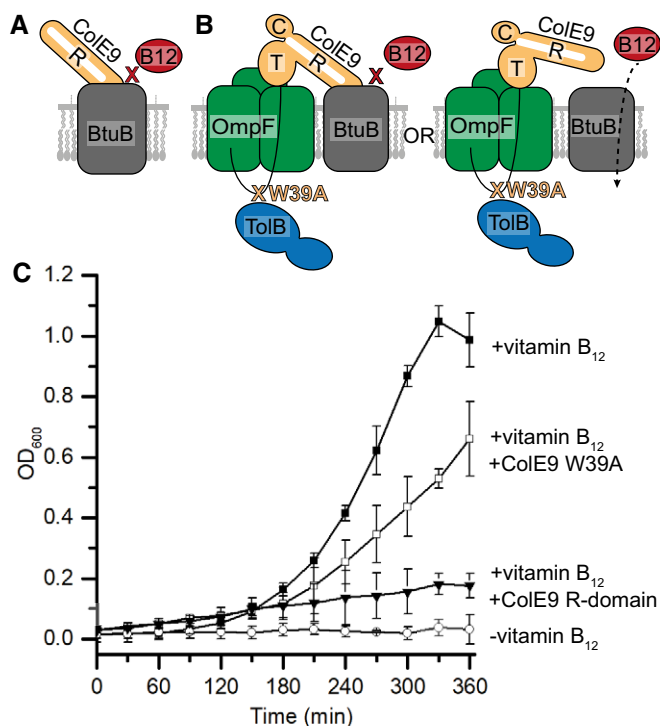 A
ColE9
R
X
B12
BtuB
B
C
ColE9
R
T
X
B12
OmpF
BtuB
XW39A
TolB
OR
C
ColE9
R
T
B12
OmpF
BtuB
XW39A
TolB
C
1.2
1.0
0.8
0.6
0.4
0.2
0.0
OD600
0
60
120
180
240
300
360
Time (min)
+vitamin B12
+vitamin B12
+ColE9 W39A
+vitamin B12
+ColE9 R-domain
-vitamin B12